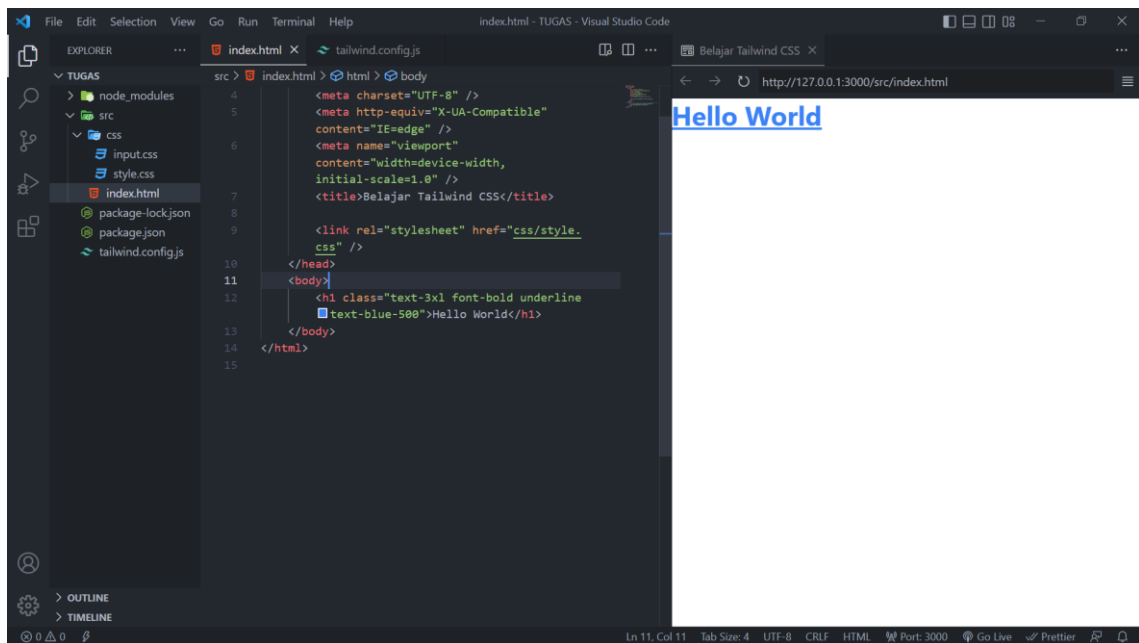 File Edit Selection View Go Run Terminal Help
index.html - TUGAS - Visual Studio Code
EXPLORER
TUGAS
node_modules
src
css
input.css
style.css
index.html
package-lock.json
package.json
tailwind.config.js
OUTLINE
TIMELINE
index.html tailwind.config.js
src > index.html > html > body
4 <meta charset="UTF-8" />
5 <meta http-equiv="X-UA-Compatible"
content="IE=edge" />
6 <meta name="viewport"
content="width=device-width,
initial-scale=1.0" />
7 <title>Belajar Tailwind CSS</title>
8
9 <link rel="stylesheet" href="css/style.
css" />
10 </head>
11 <body>
12 <h1 class="text-3xl font-bold underline
text-blue-500">Hello World</h1>
13 </body>
14 </html>
15
Belajar Tailwind CSS
http://127.0.0.1:3000/src/index.html
Hello World
0 0
Ln 11, Col 11 Tab Size: 4 UTF-8 CRLF HTML Port: 3000 Go Live Prettier